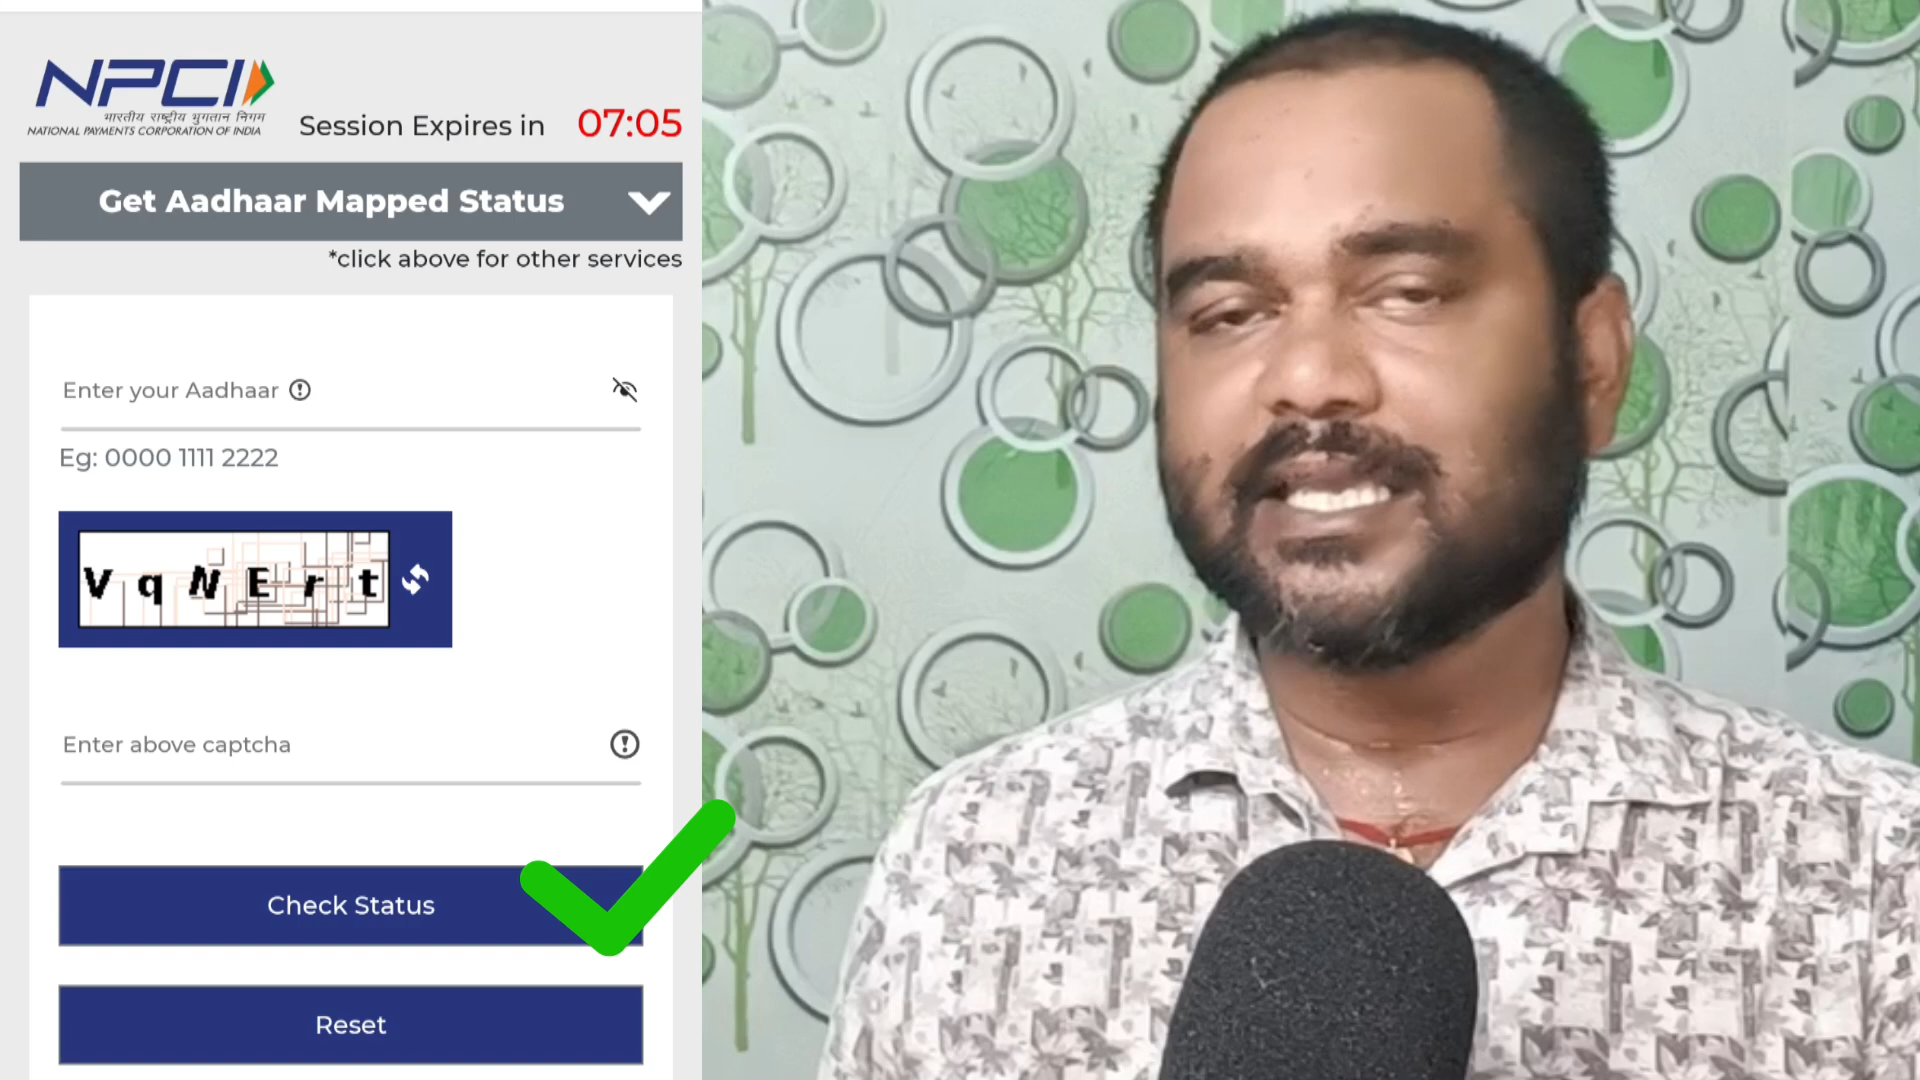 NPCI
भारतीय राष्ट्रीय भुगतान निगम
NATIONAL PAYMENTS CORPORATION OF INDIA
Session Expires in 07:05
Get Aadhaar Mapped Status
*click above for other services
Enter your Aadhaar
Eg: 0000 1111 2222
VqNErt
Enter above captcha
Check Status
Reset